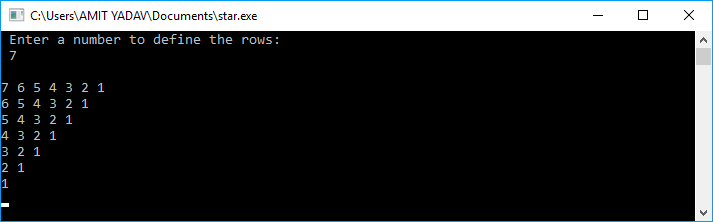 C:\Users\AMIT YADAV\Documents\star.exe
Enter a number to define the rows:
7
7 6 5 4 3 2 1
6 5 4 3 2 1
5 4 3 2 1
4 3 2 1
3 2 1
2 1
1